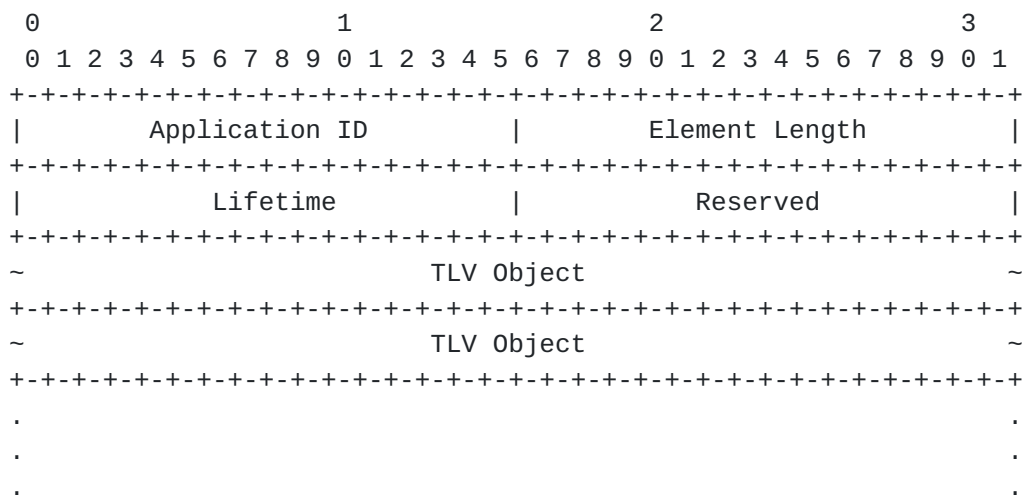 0                   1                   2                   3
 0 1 2 3 4 5 6 7 8 9 0 1 2 3 4 5 6 7 8 9 0 1 2 3 4 5 6 7 8 9 0 1
+-+-+-+-+-+-+-+-+-+-+-+-+-+-+-+-+-+-+-+-+-+-+-+-+-+-+-+-+-+-+-+-+
|         Application ID        |        Element Length         |
+-+-+-+-+-+-+-+-+-+-+-+-+-+-+-+-+-+-+-+-+-+-+-+-+-+-+-+-+-+-+-+-+
|            Lifetime           |           Reserved            |
+-+-+-+-+-+-+-+-+-+-+-+-+-+-+-+-+-+-+-+-+-+-+-+-+-+-+-+-+-+-+-+-+
~                          TLV Object                           ~
+-+-+-+-+-+-+-+-+-+-+-+-+-+-+-+-+-+-+-+-+-+-+-+-+-+-+-+-+-+-+-+-+
~                          TLV Object                           ~
+-+-+-+-+-+-+-+-+-+-+-+-+-+-+-+-+-+-+-+-+-+-+-+-+-+-+-+-+-+-+-+-+
.                                                               .
.                                                               .
.                                                               .